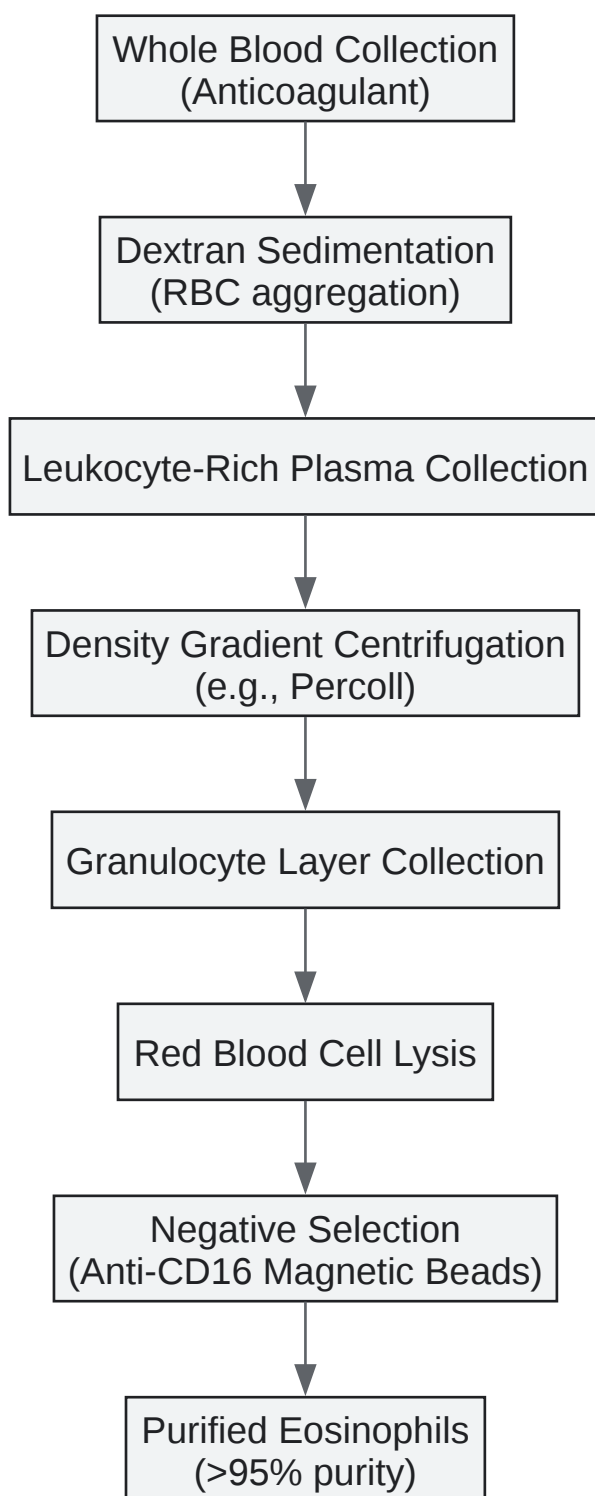 Whole Blood Collection
(Anticoagulant)
Dextran Sedimentation
(RBC aggregation)
Leukocyte-Rich Plasma Collection
Density Gradient Centrifugation
(e.g., Percoll)
Granulocyte Layer Collection
Red Blood Cell Lysis
Negative Selection
(Anti-CD16 Magnetic Beads)
Purified Eosinophils
(>95% purity)